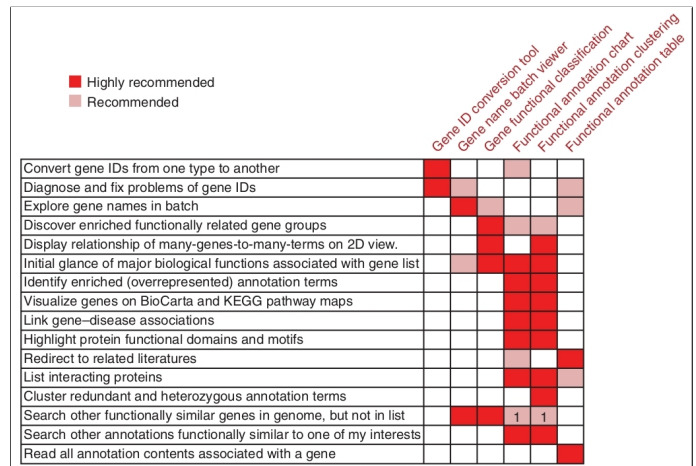 Highly recommended
Recommended
Gene ID conversion tool
Gene name batch viewer
Gene functional classification
Functional annotation chart
Functional annotation clustering
Functional annotation table
Convert gene IDs from one type to another
Diagnose and fix problems of gene IDs
Explore gene names in batch
Discover enriched functionally related gene groups
Display relationship of many-genes-to-many-terms on 2D view.
Initial glance of major biological functions associated with gene list
Identify enriched (overrepresented) annotation terms
Visualize genes on BioCarta and KEGG pathway maps
Link gene–disease associations
Highlight protein functional domains and motifs
Redirect to related literatures
List interacting proteins
Cluster redundant and heterozygous annotation terms
Search other functionally similar genes in genome, but not in list 1 1
Search other annotations functionally similar to one of my interests
Read all annotation contents associated with a gene